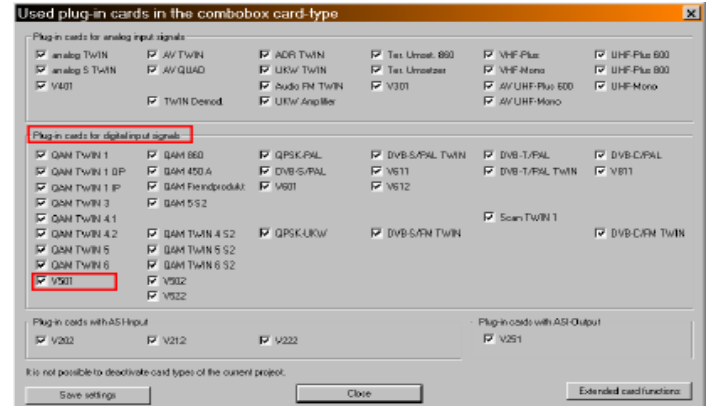 Used plug-in cards in the combobox card-type
Plug-in cards for analog input signals
analog TWIN AV TWIN ADR TWIN Ter. Umset. 860 VHF-Plus UHF-Plus 600
analog S TWIN AV QUAD UKW TWIN Ter. Umsetzer VHF-Mono UHF-Plus 800
V401 Audio FM TWIN V301 AV UHF-Plus 600 UHF-Mono
TWIN Demod. UKW Amplifier AV UHF-Mono
Plug-in cards for digital input signals
QAM TWIN 1 QAM 860 QPSK-PAL DVB-S/PAL TWIN DVB-T/PAL DVB-C/PAL
QAM TWIN 1 DP QAM 450.A DVB-S/PAL V611 DVB-T/PAL TWIN V811
QAM TWIN 1 IP QAM Fremdprodukt V601 V612
QAM TWIN 3 QAM 5 S2
QAM TWIN 4.1 Scan TWIN 1
QAM TWIN 4.2 QAM TWIN 4 S2 QPSK-UKW DVB-S/FM TWIN DVB-C/FM TWIN
QAM TWIN 5 QAM TWIN 5 S2
QAM TWIN 6 QAM TWIN 6 S2
V501 V502
V522
Plug-in cards with ASI-Input Plug-in cards with ASI-Output
V202 V212 V222 V251
It is not possible to deactivate card types of the current project.
Save settings Close Extended card functions